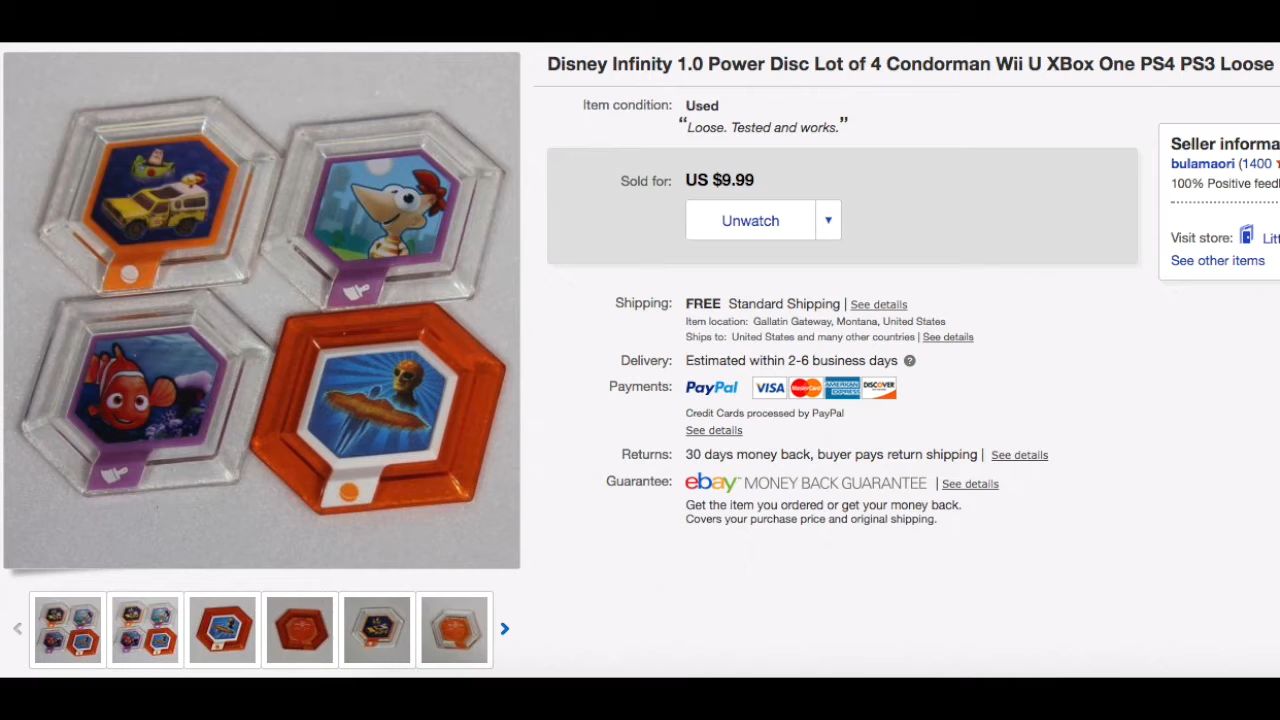 Disney Infinity 1.0 Power Disc Lot of 4 Condorman Wii U XBox One PS4 PS3 Loose
Item condition: Used
“Loose. Tested and works.”
Sold for: US $9.99
Unwatch
Shipping: FREE Standard Shipping | See details
Item location: Gallatin Gateway, Montana, United States
Ships to: United States and many other countries | See details
Delivery: Estimated within 2-6 business days ?
Payments: PayPal VISA MasterCard AMERICAN EXPRESS DISCOVER
Credit Cards processed by PayPal
See details
Returns: 30 days money back, buyer pays return shipping | See details
Guarantee: ebay™ MONEY BACK GUARANTEE | See details
Get the item you ordered or get your money back.
Covers your purchase price and original shipping.
Seller informa
bulamaori (1400
100% Positive feed
Visit store: Litt
See other items